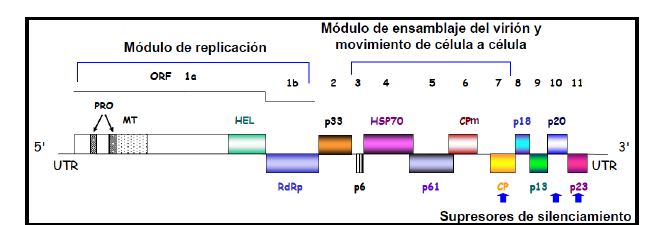 Módulo de ensamblaje del virión y
movimiento de célula a célula
Módulo de replicación
ORF 1a
1b 2 3 4 5 6 7 8 9 10 11
PRO
MT HEL p33 HSP70 CPm p18 p20
5' 3'
UTR UTR
RdRp p6 p61 CP p13 p23
Supresores de silenciamiento